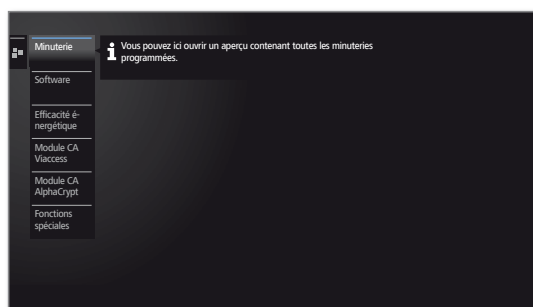 Minuterie
Vous pouvez ici ouvrir un aperçu contenant toutes les minuteries
programmées.
Software
Efficacité é-
nergétique
Module CA
Viaccess
Module CA
AlphaCrypt
Fonctions
spéciales